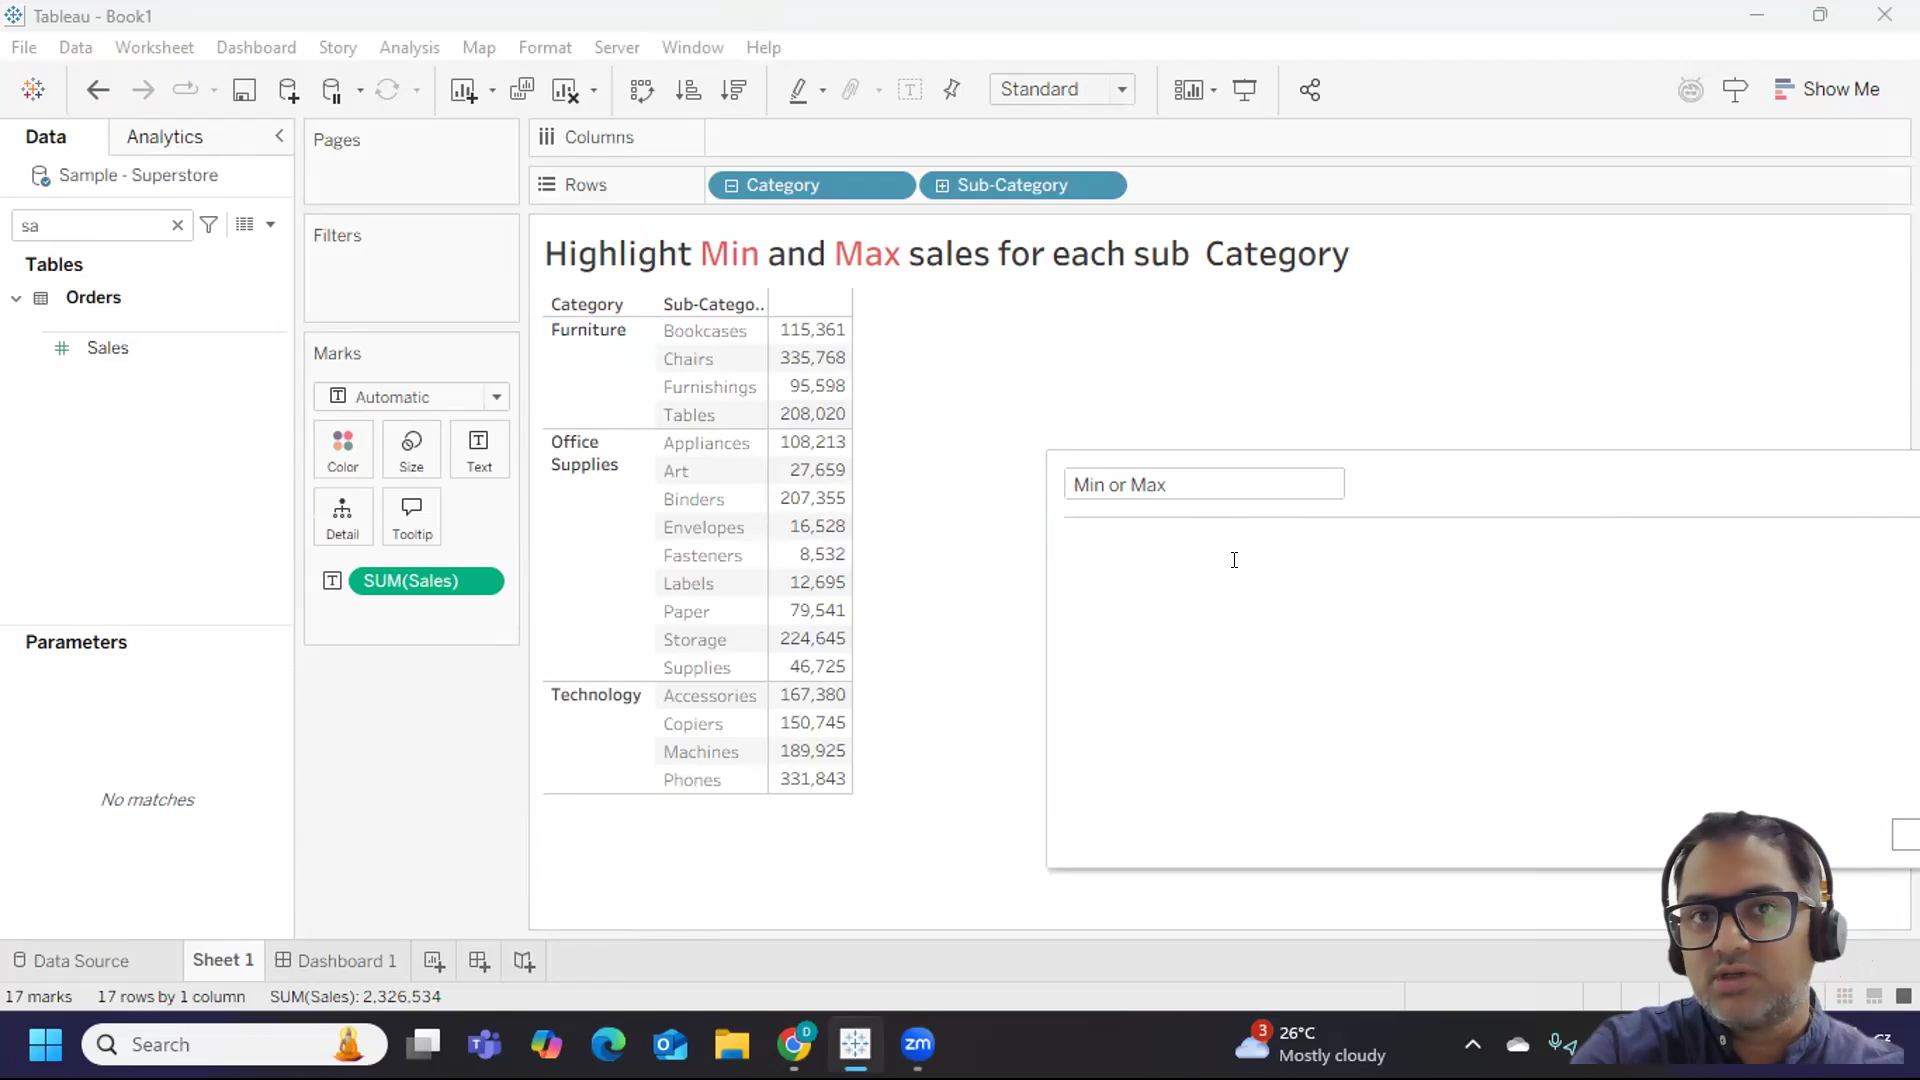 Tableau - Book1
File Data Worksheet Dashboard Story Analysis Map Format Server Window Help
Standard
Show Me
Data Analytics
Sample - Superstore
sa
Tables
Orders
Sales
Parameters
No matches
Pages
Filters
Marks
Automatic
Color Size Text
Detail Tooltip
SUM(Sales)
Columns
Rows Category Sub-Category
Highlight Min and Max sales for each sub Category
Category Sub-Catego..
Furniture Bookcases 115,361
Chairs 335,768
Furnishings 95,598
Tables 208,020
Office Supplies Appliances 108,213
Art 27,659
Binders 207,355
Envelopes 16,528
Fasteners 8,532
Labels 12,695
Paper 79,541
Storage 224,645
Supplies 46,725
Technology Accessories 167,380
Copiers 150,745
Machines 189,925
Phones 331,843
Min or Max
Data Source Sheet 1 Dashboard 1
17 marks 17 rows by 1 column SUM(Sales): 2,326,534
Search
zm
3
26°C
Mostly cloudy